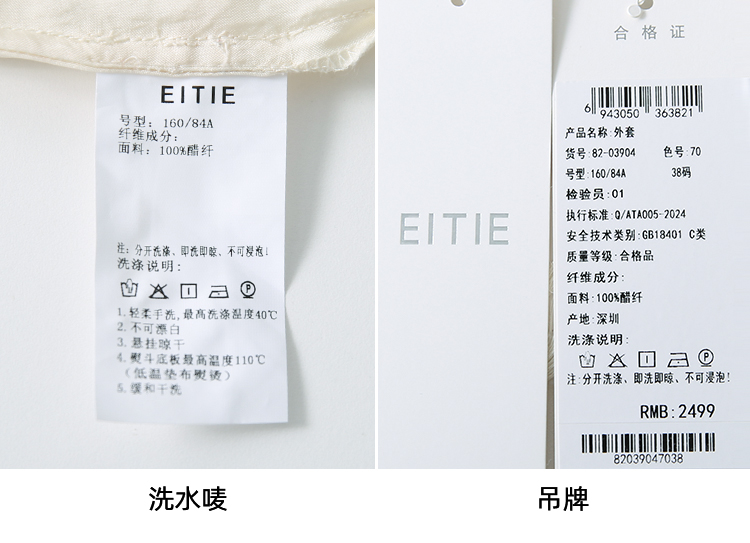 EITIE
号型: 160/84A
纤维成分:
面料: 100%醋纤
注: 分开洗涤、即洗即晾、不可浸泡!
洗涤说明:
P
1.轻柔手洗,最高洗涤温度40℃
2.不可漂白
3.悬挂晾干
4.熨斗底板最高温度110℃
(低温垫布熨烫)
5.缓和干洗
洗水唛
EITIE
合格证
6 943050 363821
产品名称:外套
货号:82-03904 色号:70
号型:160/84A 38码
检验员:01
执行标准:Q/ATA005-2024
安全技术类别:GB18401 C类
质量等级:合格品
纤维成分:
面料:100%醋纤
产地:深圳
洗涤说明:
P
注:分开洗涤、即洗即晾、不可浸泡!
RMB:2499
82039047038
吊牌